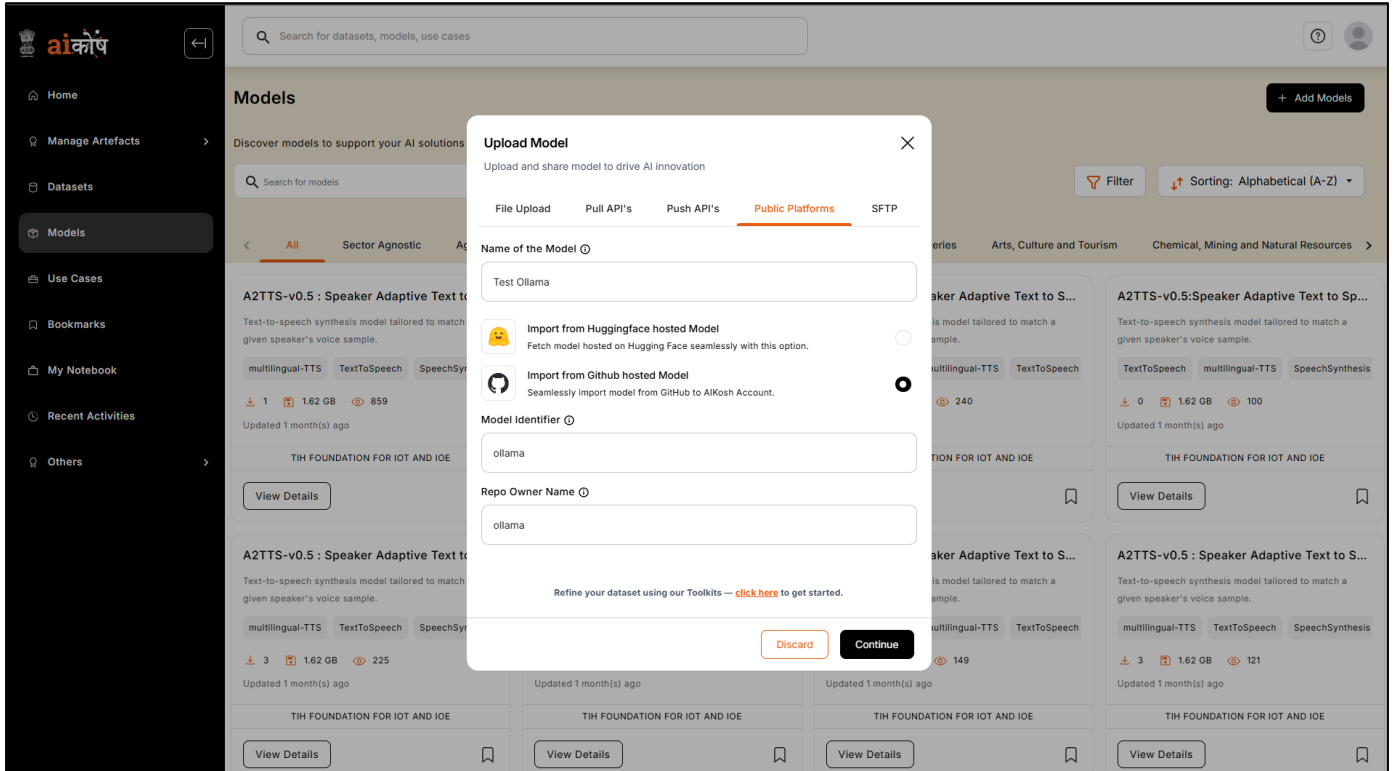 aiकोष
Search for datasets, models, use cases
Home
Manage Artefacts
Datasets
Models
Use Cases
Bookmarks
My Notebook
Recent Activities
Others
Models
+ Add Models
Discover models to support your AI solutions
Search for models
Filter
Sorting: Alphabetical (A-Z)
All
Sector Agnostic
Ag
eries
Arts, Culture and Tourism
Chemical, Mining and Natural Resources
Upload Model
Upload and share model to drive AI innovation
File Upload
Pull API's
Push API's
Public Platforms
SFTP
Name of the Model
Test Ollama
Import from Huggingface hosted Model
Fetch model hosted on Hugging Face seamlessly with this option.
Import from Github hosted Model
Seamlessly import model from GitHub to AIKosh Account.
Model Identifier
ollama
Repo Owner Name
ollama
Refine your dataset using our Toolkits — click here to get started.
Discard
Continue
A2TTS-v0.5 : Speaker Adaptive Text to
Text-to-speech synthesis model tailored to match
given speaker's voice sample.
multilingual-TTS TextToSpeech SpeechSyn
1 1.62 GB 859
Updated 1 month(s) ago
TIH FOUNDATION FOR IOT AND IOE
View Details
aker Adaptive Text to S...
is model tailored to match a
ample.
ultilingual-TTS TextToSpeech
240
TION FOR IOT AND IOE
A2TTS-v0.5:Speaker Adaptive Text to Sp...
Text-to-speech synthesis model tailored to match a
given speaker's voice sample.
TextToSpeech multilingual-TTS SpeechSynthesis
0 1.62 GB 100
Updated 1 month(s) ago
TIH FOUNDATION FOR IOT AND IOE
View Details
A2TTS-v0.5 : Speaker Adaptive Text to
Text-to-speech synthesis model tailored to match
given speaker's voice sample.
multilingual-TTS TextToSpeech SpeechSyn
3 1.62 GB 225
Updated 1 month(s) ago
TIH FOUNDATION FOR IOT AND IOE
View Details
Updated 1 month(s) ago
TIH FOUNDATION FOR IOT AND IOE
View Details
aker Adaptive Text to S...
is model tailored to match a
ample.
ultilingual-TTS TextToSpeech
149
Updated 1 month(s) ago
TIH FOUNDATION FOR IOT AND IOE
View Details
A2TTS-v0.5 : Speaker Adaptive Text to S...
Text-to-speech synthesis model tailored to match a
given speaker's voice sample.
multilingual-TTS TextToSpeech SpeechSynthesis
3 1.62 GB 121
Updated 1 month(s) ago
TIH FOUNDATION FOR IOT AND IOE
View Details